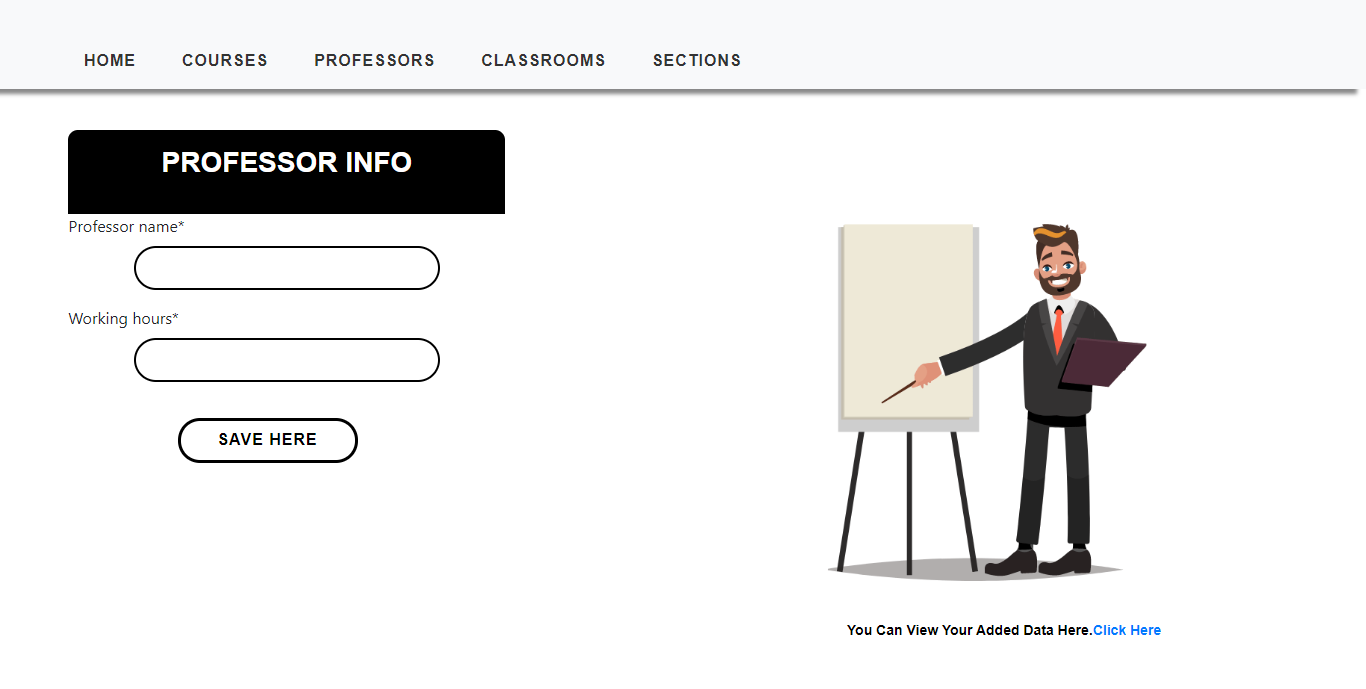 HOME COURSES PROFESSORS CLASSROOMS SECTIONS
PROFESSOR INFO
Professor name*
Working hours*
SAVE HERE
You Can View Your Added Data Here.Click Here